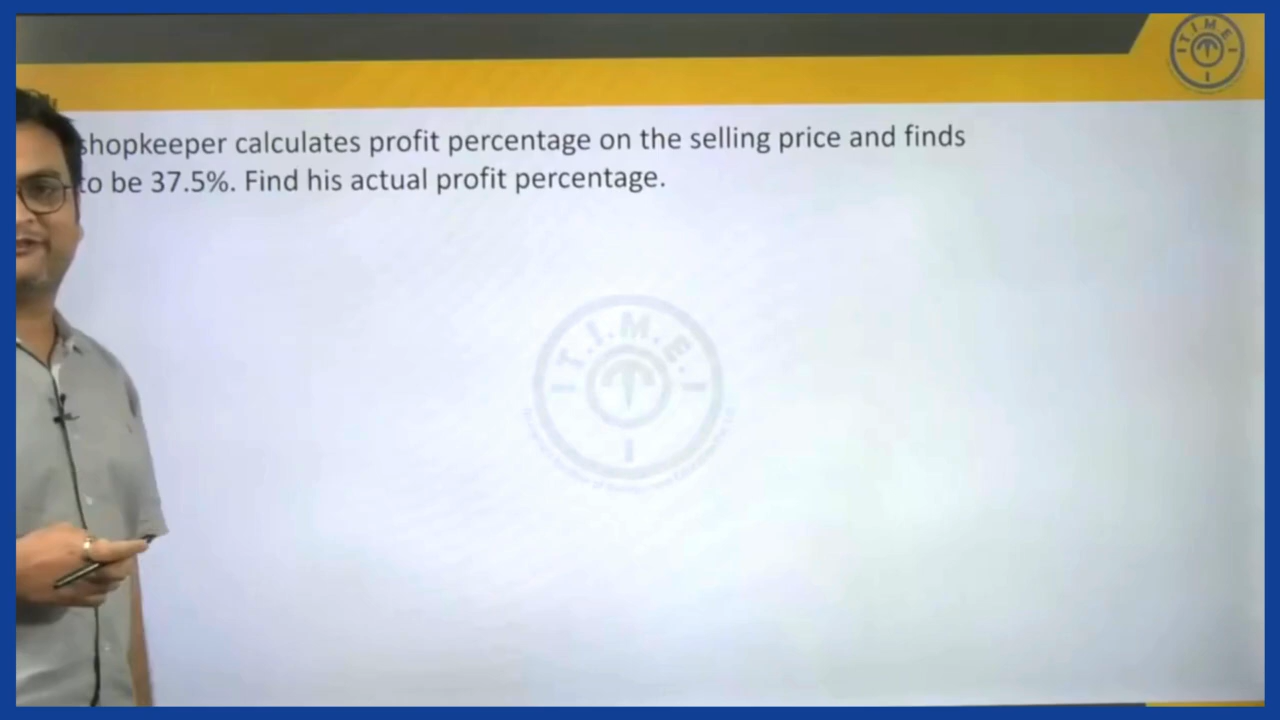 shopkeeper calculates profit percentage on the selling price and finds
to be 37.5%. Find his actual profit percentage.
T.I.M.E.
T.I.M.E.